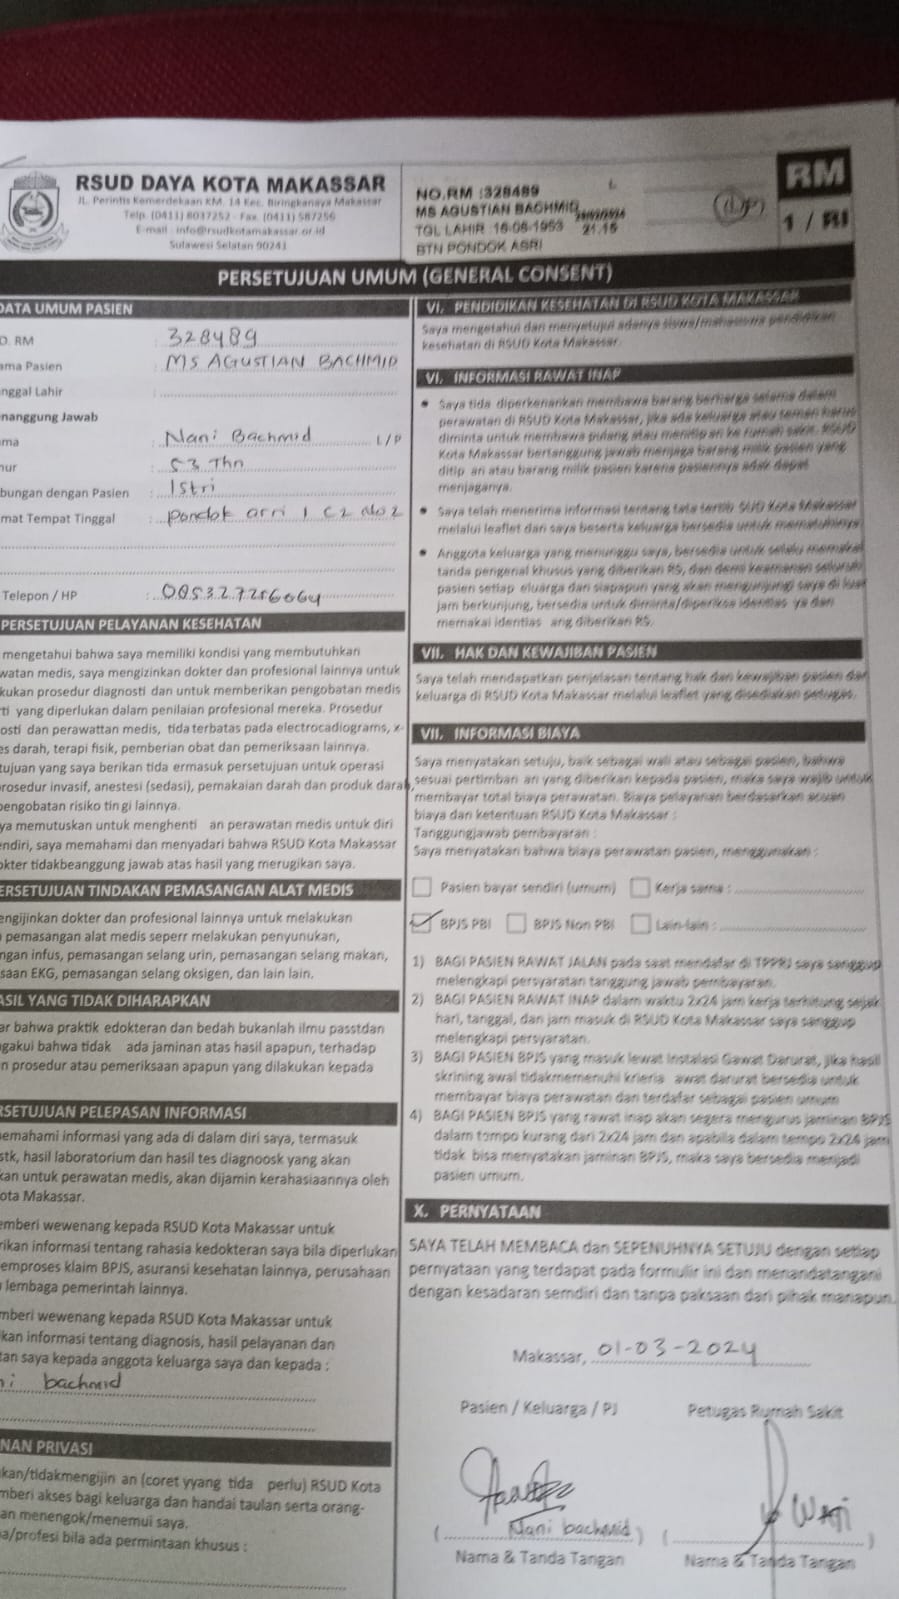 RSUD DAYA KOTA MAKASSAR
JL. Perintis Kemerdekaan KM. 14 Kec. Biringkanaya Makassar
Telp. (0411) 8037252 - Fax. (0411) 587256
E-mail : info@rsudkotamakassar.or.id
Sulawesi Selatan 90241
NO.RM :328489
MS AGUSTIAN BACHMID
TGL LAHIR 16-08-1953 21.15
BTN PONDOK ASRI
RM
1 / RI
PERSETUJUAN UMUM (GENERAL CONSENT)
DATA UMUM PASIEN
O. RM : 328489
ama Pasien : MS AGUSTIAN BACHMID
nggal Lahir :
nanggung Jawab
ma : Nani Bachmid L/P
nur : 53 Thn
bungan dengan Pasien : Istri
mat Tempat Tinggal : Pondok arri 1 C2 No 2
Telepon / HP : 085327286064
PERSETUJUAN PELAYANAN KESEHATAN
mengetahui bahwa saya memiliki kondisi yang membutuhkan
watan medis, saya mengizinkan dokter dan profesional lainnya untuk
kukan prosedur diagnosti dan untuk memberikan pengobatan medis
ti yang diperlukan dalam penilaian profesional mereka. Prosedur
osti dan perawattan medis, tida terbatas pada electrocadiograms, x-
es darah, terapi fisik, pemberian obat dan pemeriksaan lainnya.
tujuan yang saya berikan tida ermasuk persetujuan untuk operasi
prosedur invasif, anestesi (sedasi), pemakaian darah dan produk darah,
pengobatan risiko tin gi lainnya.
ya memutuskan untuk menghenti an perawatan medis untuk diri
endiri, saya memahami dan menyadari bahwa RSUD Kota Makassar
okter tidakbeanggung jawab atas hasil yang merugikan saya.
ERSETUJUAN TINDAKAN PEMASANGAN ALAT MEDIS
engijinkan dokter dan profesional lainnya untuk melakukan
pemasangan alat medis seperr melakukan penyunukan,
ngan infus, pemasangan selang urin, pemasangan selang makan,
saan EKG, pemasangan selang oksigen, dan lain lain.
ASIL YANG TIDAK DIHARAPKAN
ar bahwa praktik edokteran dan bedah bukanlah ilmu passtdan
ngakui bahwa tidak ada jaminan atas hasil apapun, terhadap
n prosedur atau pemeriksaan apapun yang dilakukan kepada
RSETUJUAN PELEPASAN INFORMASI
nemahami informasi yang ada di dalam diri saya, termasuk
stk, hasil laboratorium dan hasil tes diagnoosk yang akan
kan untuk perawatan medis, akan dijamin kerahasiaannya oleh
ota Makassar.
emberi wewenang kepada RSUD Kota Makassar untuk
rikan informasi tentang rahasia kedokteran saya bila diperlukan
emproses klaim BPJS, asuransi kesehatan lainnya, perusahaan
lembaga pemerintah lainnya.
mberi wewenang kepada RSUD Kota Makassar untuk
kan informasi tentang diagnosis, hasil pelayanan dan
tan saya kepada anggota keluarga saya dan kepada :
ni bachmid
NAN PRIVASI
kan/tidakmengijin an (coret yyang tida perlu) RSUD Kota
mberi akses bagi keluarga dan handai taulan serta orang-
an menengok/menemui saya.
na/profesi bila ada permintaan khusus :
VI. PENDIDIKAN KESEHATAN DI RSUD KOTA MAKASSAR
Saya mengetahui dan menyetujui adanya siswa/mahasiswa pendidikan
kesehatan di RSUD Kota Makassar.
VI. INFORMASI RAWAT INAP
• Saya tida diperkenankan membawa barang berharga selama dalam
perawatan di RSUD Kota Makassar, jika ada keluarga atau teman harus
diminta untuk membawa pulang atau menitip an ke rumah sakit. RSUD
Kota Makassar bertanggung jawab menjaga barang milik pasien yang
ditip an atau barang milik pasien karena pasiennya adak dapat
menjaganya.
• Saya telah menerima informasi tentang tata tertib SUD Kota Makassar
melalui leaflet dan saya beserta keluarga bersedia untuk mematuhinya
• Anggota keluarga yang menunggu saya, bersedia untuk selalu memakai
tanda pengenal khusus yang diberikan RS, dan demi keamanan seluruh
pasien setiap eluarga dan siapapun yang akan mengunjungi saya di luar
jam berkunjung, bersedia untuk diminta/diperiksa identitas ya dan
memakai identias ang diberikan RS.
VII. HAK DAN KEWAJIBAN PASIEN
Saya telah mendapatkan penjelasan tentang hak dan kewajiban pasien dan
keluarga di RSUD Kota Makassar melalui leaflet yang disediakan petugas.
VII. INFORMASI BIAYA
Saya menyatakan setuju, baik sebagai wali atau sebagai pasien, bahwa
sesuai pertimban an yang diberikan kepada pasien, maka saya wajib untuk
membayar total biaya perawatan. Biaya pelayanan berdasarkan acuan
biaya dan ketentuan RSUD Kota Makassar :
Tanggungjawab pembayaran :
Saya menyatakan bahwa biaya perawatan pasien, menggunakan :
Pasien bayar sendiri (umum) Kerja sama :
BPJS PBI BPJS Non PBI Lain-lain :
1) BAGI PASIEN RAWAT JALAN pada saat mendaftar di TPPRJ saya sanggup
melengkapi persyaratan tanggung jawab pembayaran.
2) BAGI PASIEN RAWAT INAP dalam waktu 2x24 jam kerja terhitung sejak
hari, tanggal, dan jam masuk di RSUD Kota Makassar saya sanggup
melengkapi persyaratan.
3) BAGI PASIEN BPJS yang masuk lewat Instalasi Gawat Darurat, jika hasil
skrining awal tidakmemenuhi krieria awat darurat bersedia untuk
membayar biaya perawatan dan terdaftar sebagai pasien umum
4) BAGI PASIEN BPJS yang rawat inap akan segera mengurus jaminan BPJS
dalam tempo kurang dari 2x24 jam dan apabila dalam tempo 2x24 jam
tidak bisa menyatakan jaminan BPJS, maka saya bersedia menjadi
pasien umum.
X. PERNYATAAN
SAYA TELAH MEMBACA dan SEPENUHNYA SETUJU dengan setiap
pernyataan yang terdapat pada formulir ini dan menandatangani
dengan kesadaran semdiri dan tanpa paksaan dari pihak manapun.
Makassar, 01-03-2024
Pasien / Keluarga / PJ Petugas Rumah Sakit
( Nani bachmid ) ( Wati )
Nama & Tanda Tangan Nama & Tanda Tangan